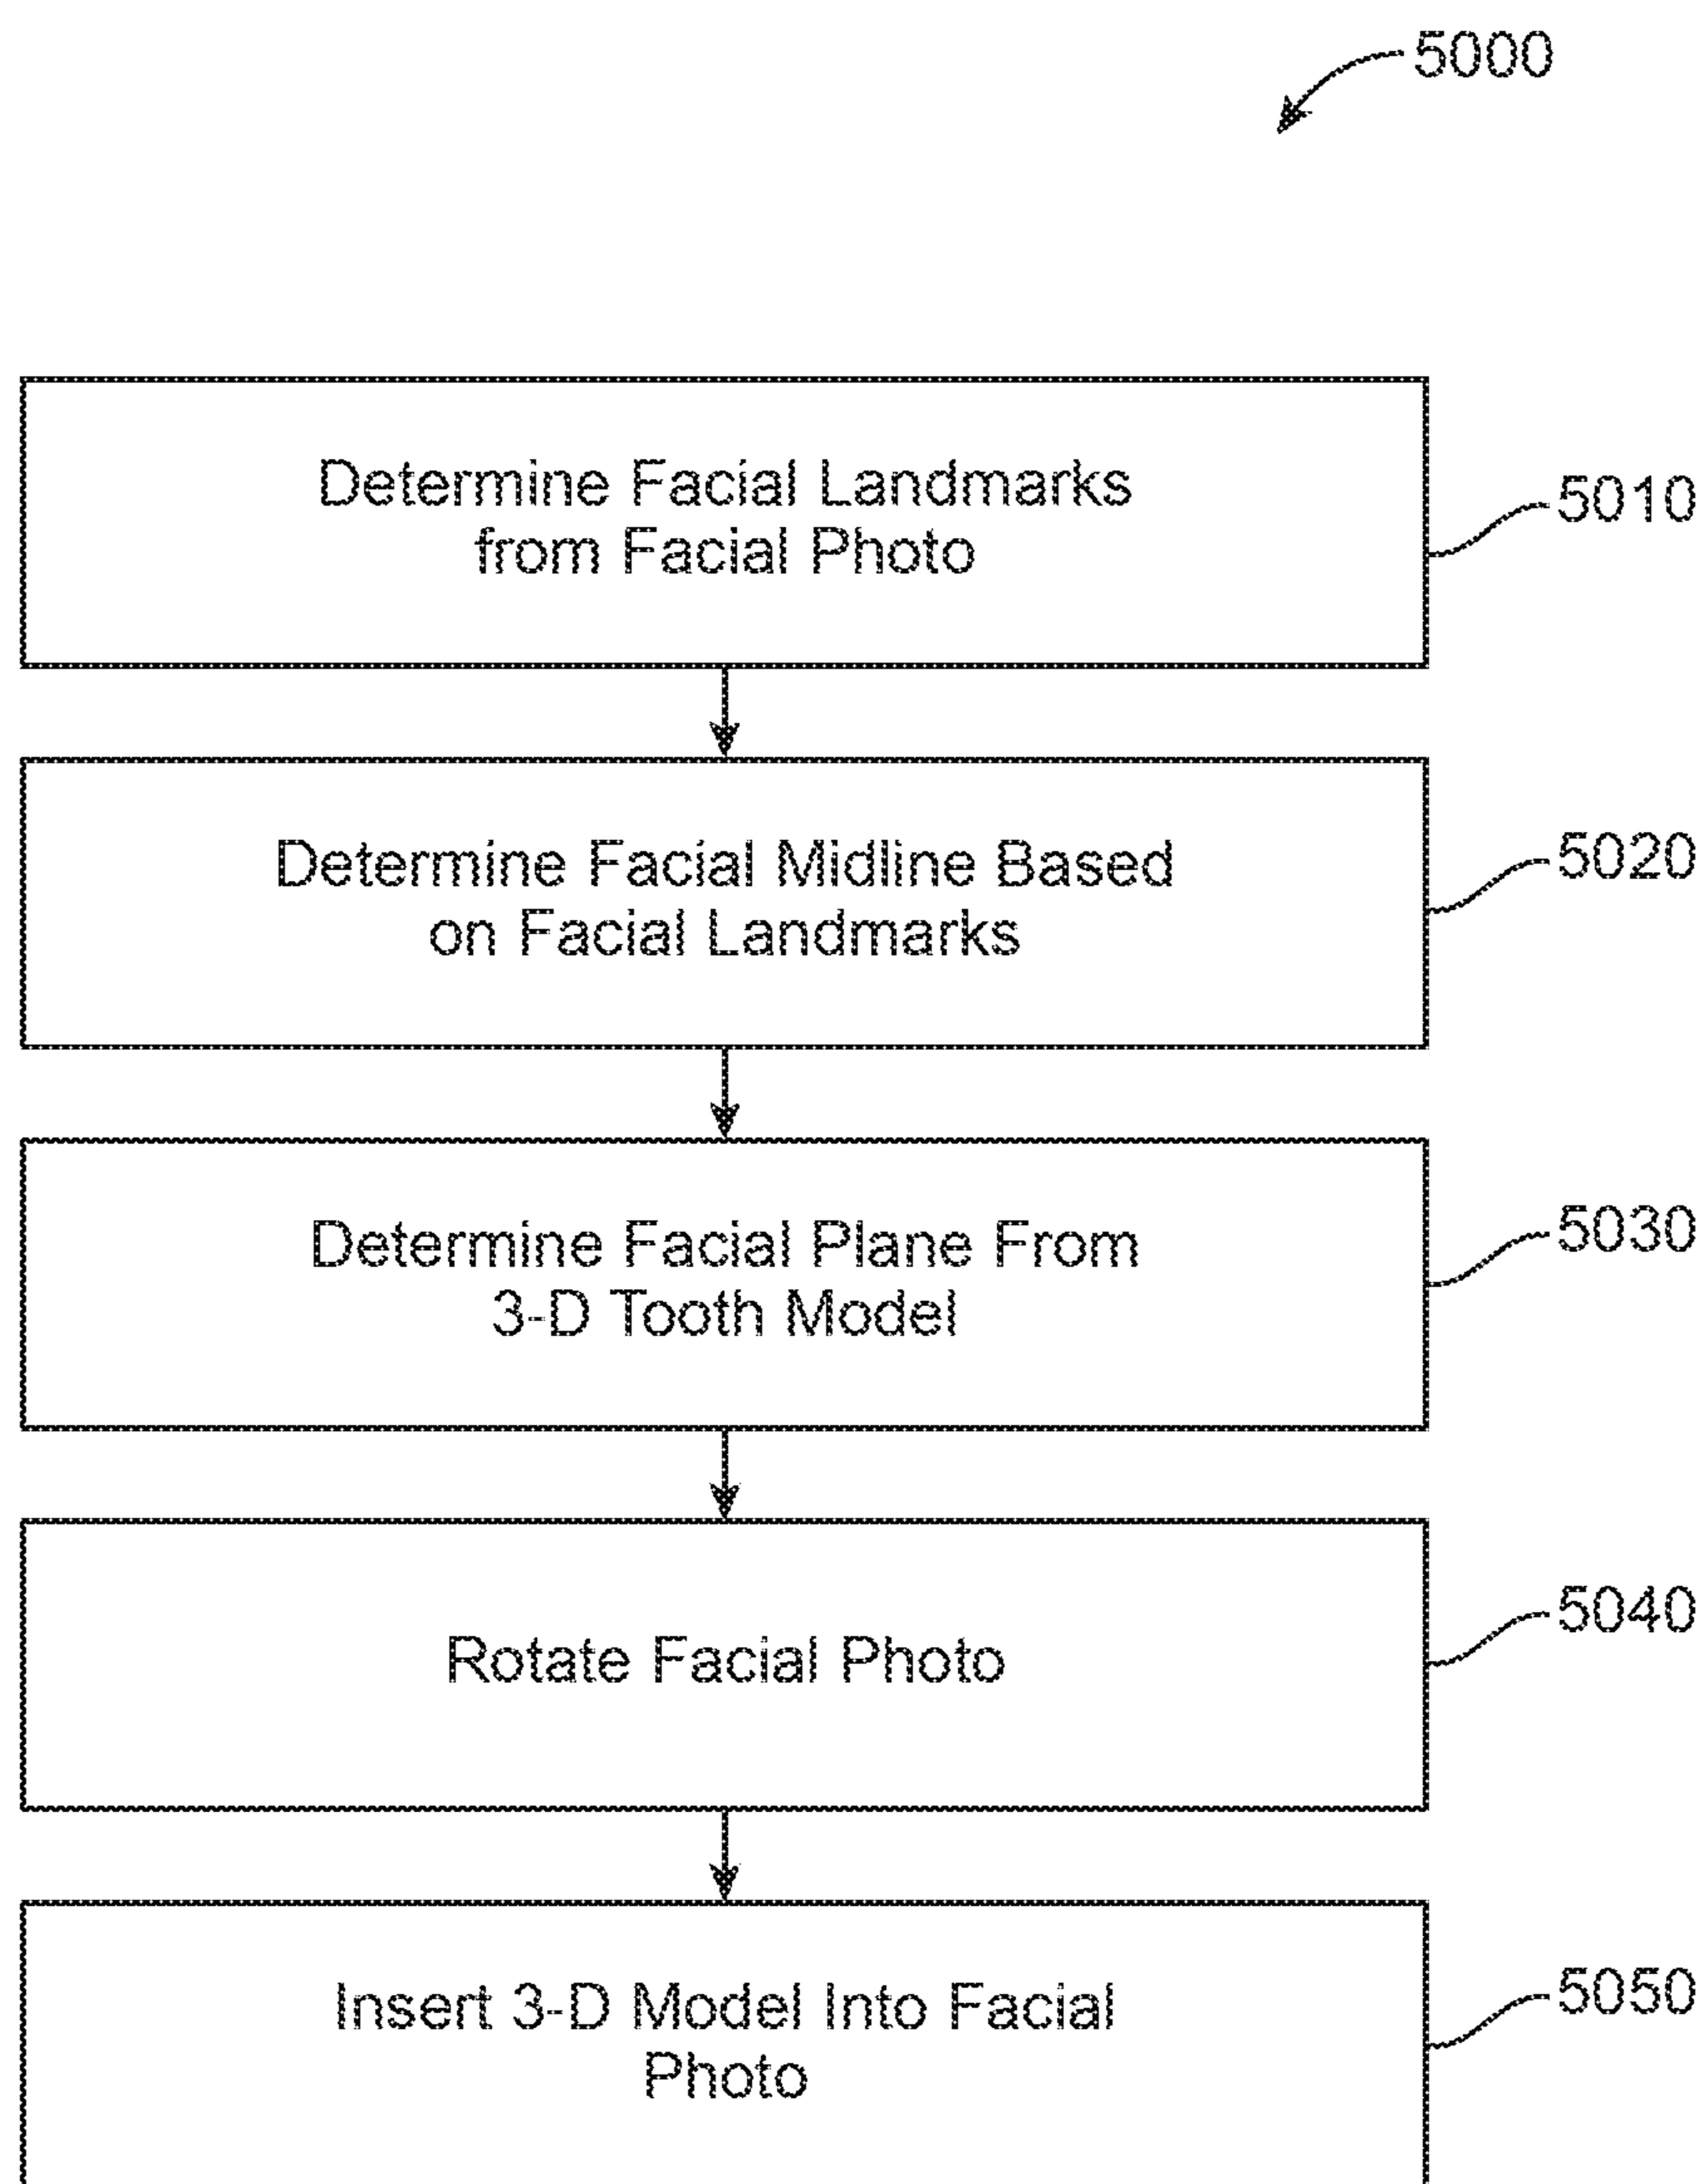 5000
Determine Facial Landmarks
from Facial Photo
5010
Determine Facial Midline Based
on Facial Landmarks
5020
Determine Facial Plane From
3-D Tooth Model
5030
Rotate Facial Photo
5040
Insert 3-D Model Into Facial
Photo
5050